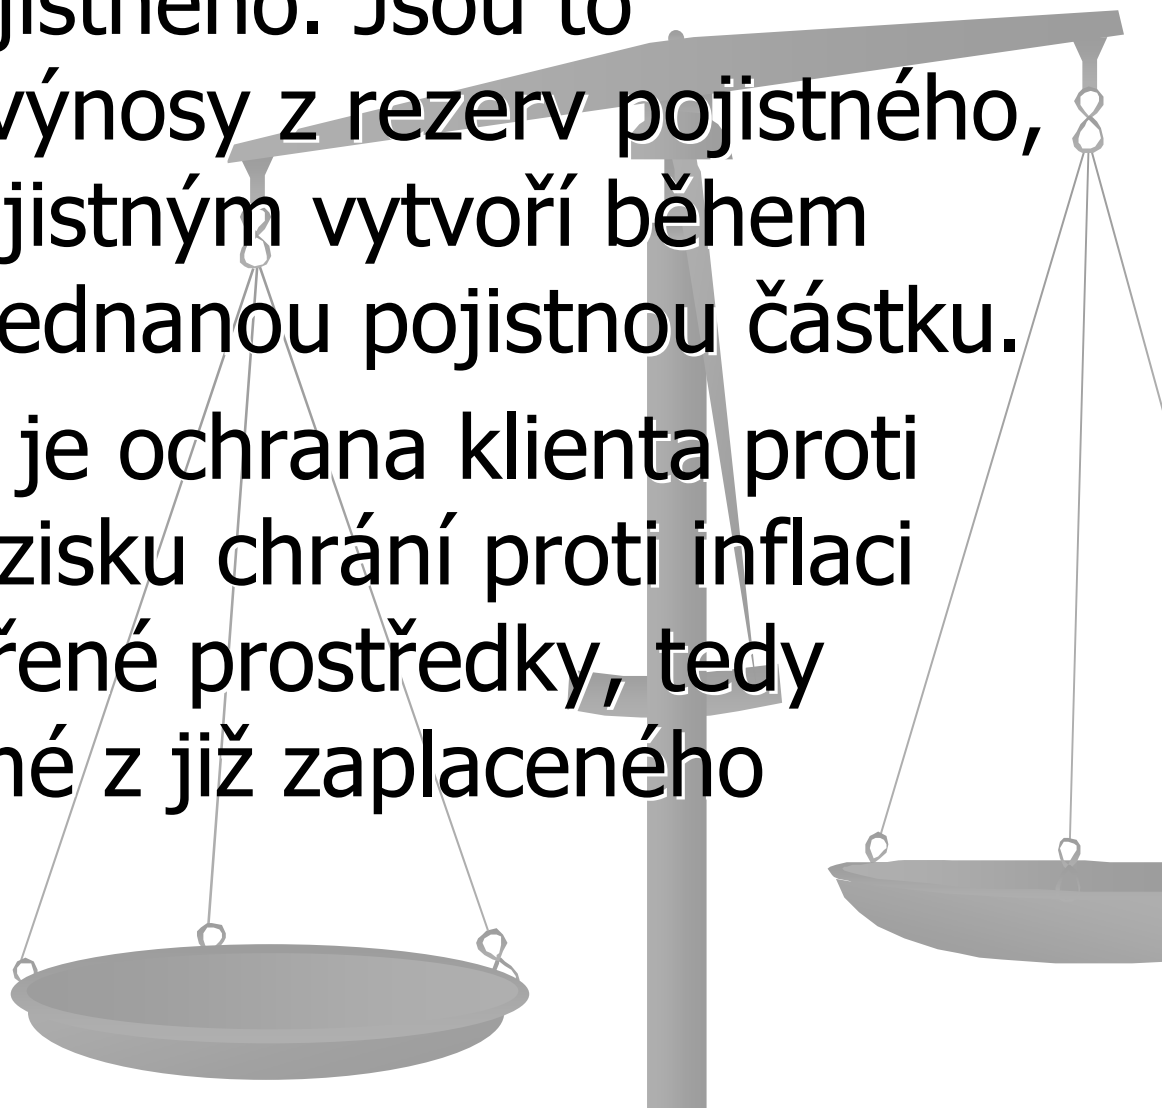 jistného. Jsou to
výnosy z rezerv pojistného,
jistným vytvoří během
ednanou pojistnou částku.
je ochrana klienta proti
zisku chrání proti inflaci
řené prostředky, tedy
né z již zaplaceného